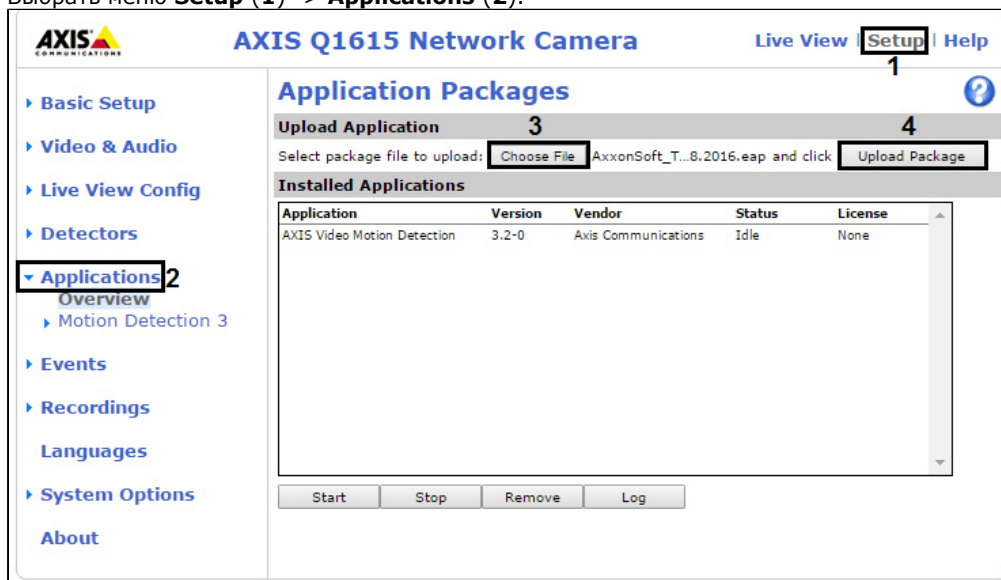 Выбрать меню Setup (1) -> Applications (2).
AXIS
COMMUNICATIONS
AXIS Q1615 Network Camera
Live View | Setup | Help
1
Basic Setup
Video & Audio
Live View Config
Detectors
Applications 2
Overview
Motion Detection 3
Events
Recordings
Languages
System Options
About
Application Packages
?
Upload Application
3
4
Select package file to upload: Choose File AxxonSoft_T...8.2016.eap and click Upload Package
Installed Applications
Application Version Vendor Status License
AXIS Video Motion Detection 3.2-0 Axis Communications Idle None
Start Stop Remove Log